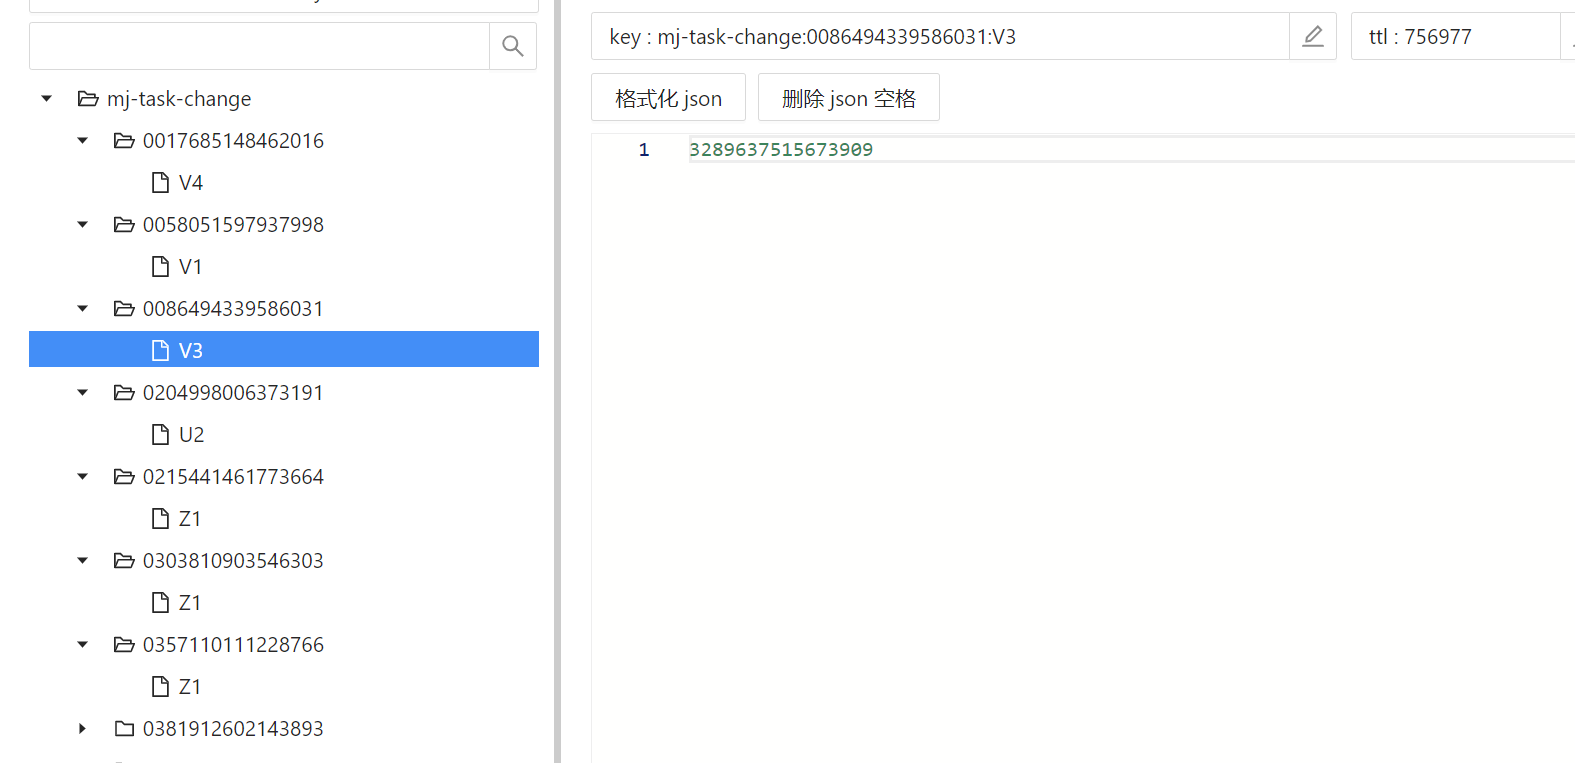 mj-task-change
0017685148462016
V4
0058051597937998
V1
0086494339586031
V3
0204998006373191
U2
0215441461773664
Z1
0303810903546303
Z1
0357110111228766
Z1
0381912602143893
key : mj-task-change:0086494339586031:V3
ttl : 756977
格式化 json
删除 json 空格
1
3289637515673909